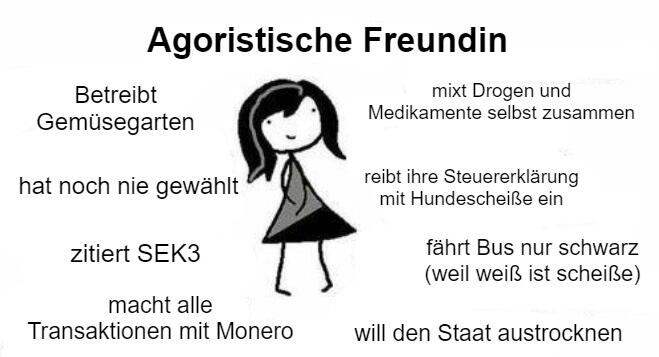 Agoristische Freundin
Betreibt
Gemüsegarten
mixt Drogen und
Medikamente selbst zusammen
hat noch nie gewählt
reibt ihre Steuererklärung
mit Hundescheiße ein
zitiert SEK3
fährt Bus nur schwarz
(weil weiß ist scheiße)
macht alle
Transaktionen mit Monero
will den Staat austrocknen